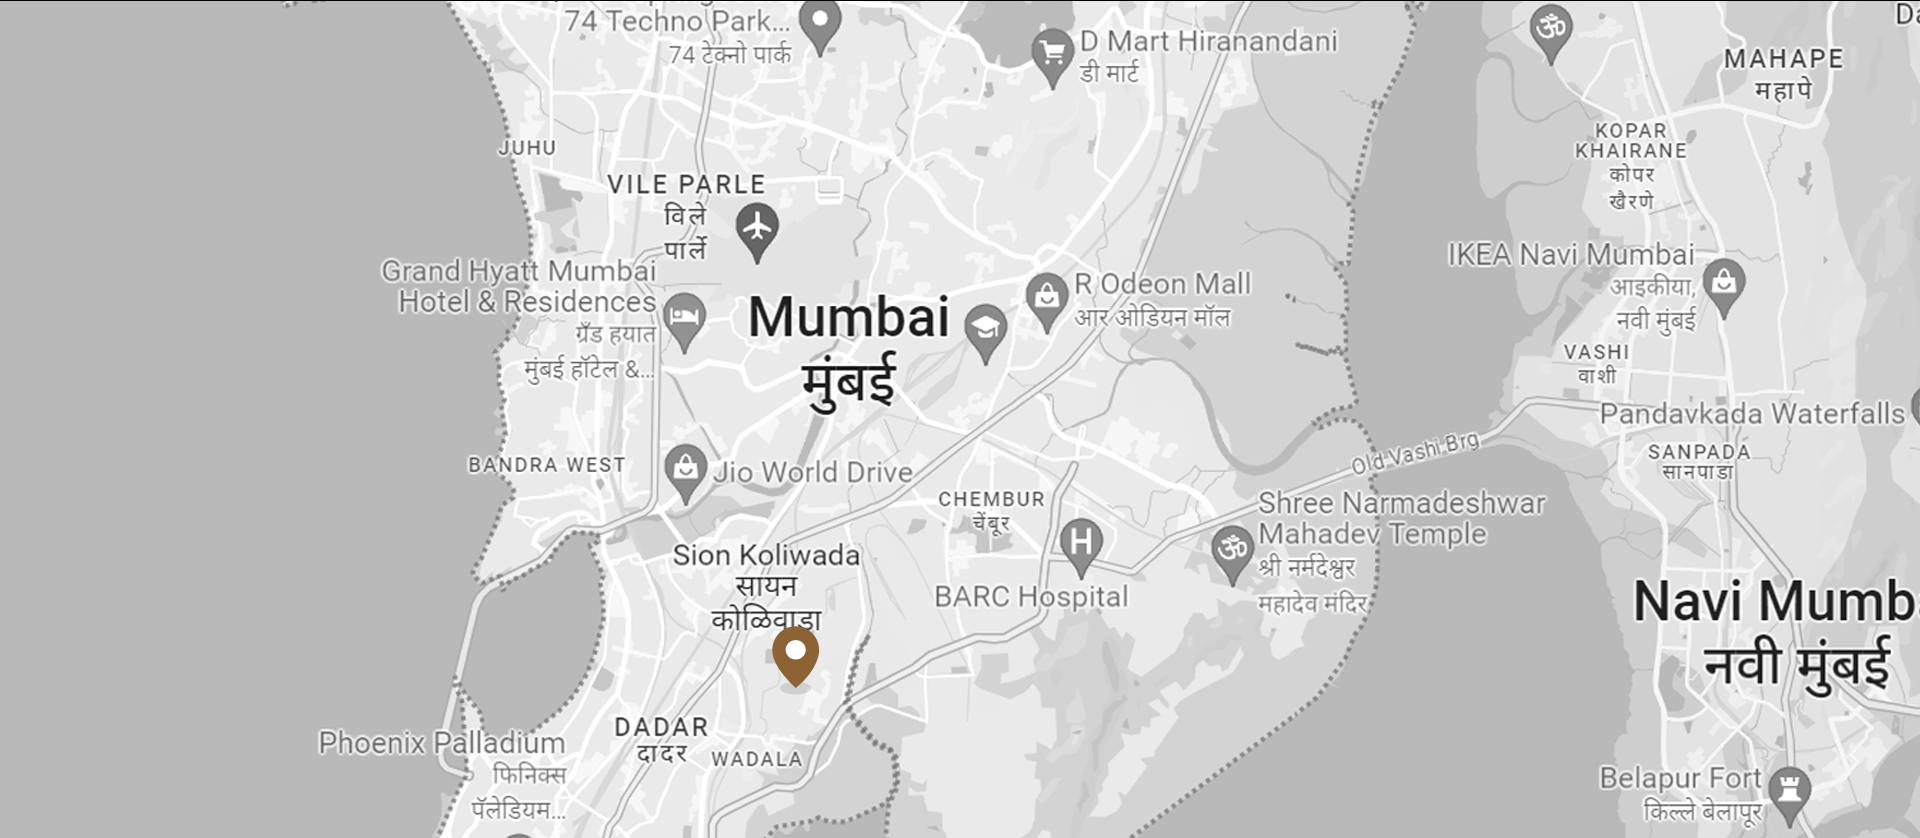 74 Techno Park...
74 टेक्नो पार्क
D Mart Hiranandani
डी मार्ट
MAHAPE
महापे
KOPAR
KHAIRANE
कोपर
खैरणे
JUHU
VILE PARLE
विले
पार्ले
Grand Hyatt Mumbai
Hotel & Residences
ग्रँड हयात
मुंबई हॉटेल &...
Mumbai
मुंबई
R Odeon Mall
आर ओडियन मॉल
IKEA Navi Mumbai
आइकीया,
नवी मुंबई
VASHI
वाशी
Pandavkada Waterfalls
Old Vashi Brg
SANPADA
सानपाडा
BANDRA WEST
Jio World Drive
CHEMBUR
चेंबूर
Shree Narmadeshwar
Mahadev Temple
श्री नर्मदेश्वर
महादेव मंदिर
H
BARC Hospital
Sion Koliwada
सायन
कोळिवाडा
Navi Mumb
नवी मुंबई
DADAR
दादर
WADALA
Phoenix Palladium
फिनिक्स
पॅलेडियम...
Belapur Fort
किल्ले बेलापूर